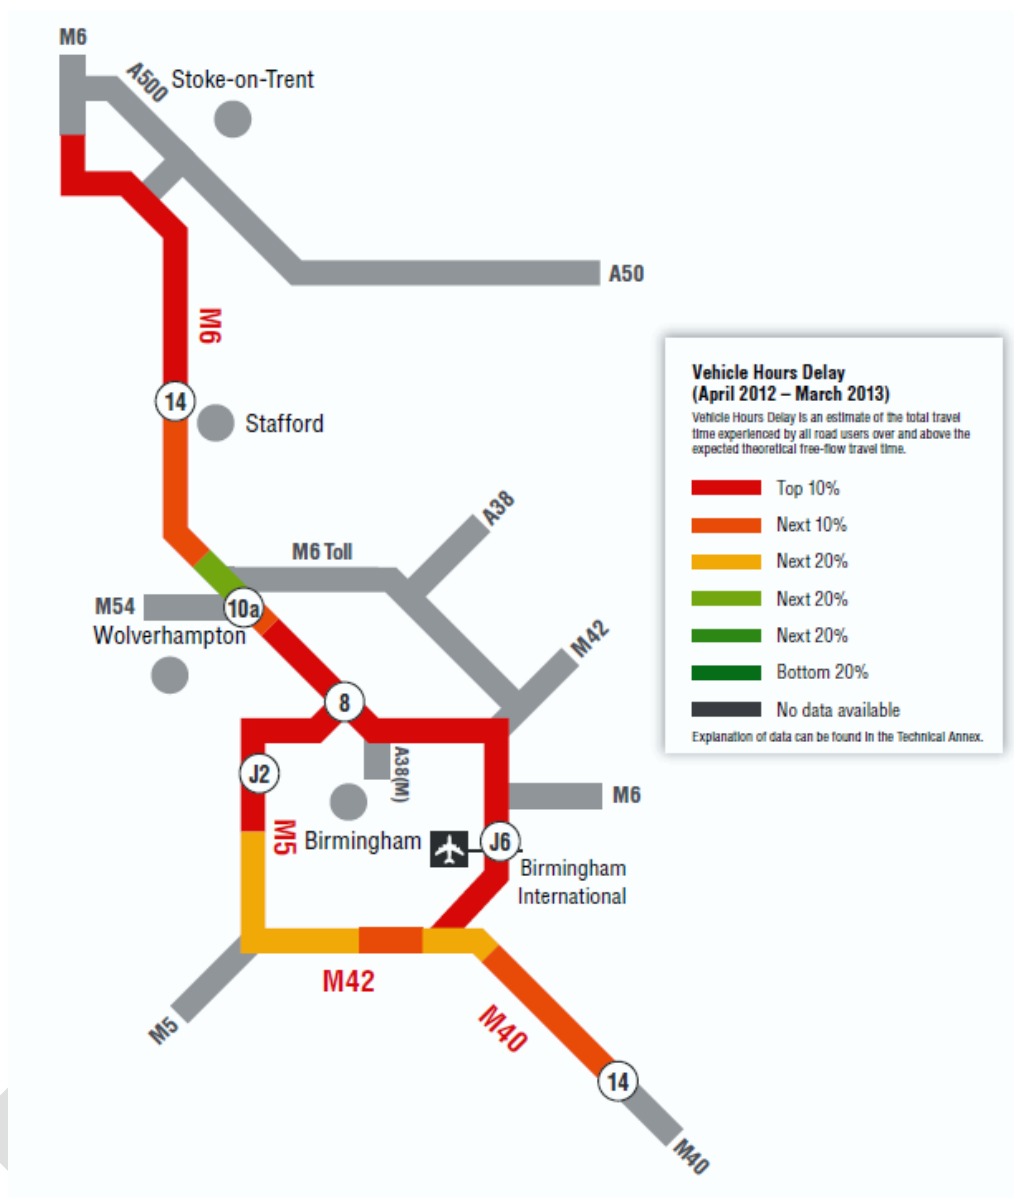 M6
A500
Stoke-on-Trent
A50
M6
14
Stafford
Vehicle Hours Delay
(April 2012 – March 2013)
Vehicle Hours Delay is an estimate of the total travel
time experienced by all road users over and above the
expected theoretical free-flow travel time.
Top 10%
Next 10%
Next 20%
Next 20%
Next 20%
Bottom 20%
No data available
Explanation of data can be found in the Technical Annex.
A38
M6 Toll
M54
10a
Wolverhampton
M42
8
J2
A38(M)
M6
M5
Birmingham
J6
Birmingham
International
M42
M5
M40
14
M40